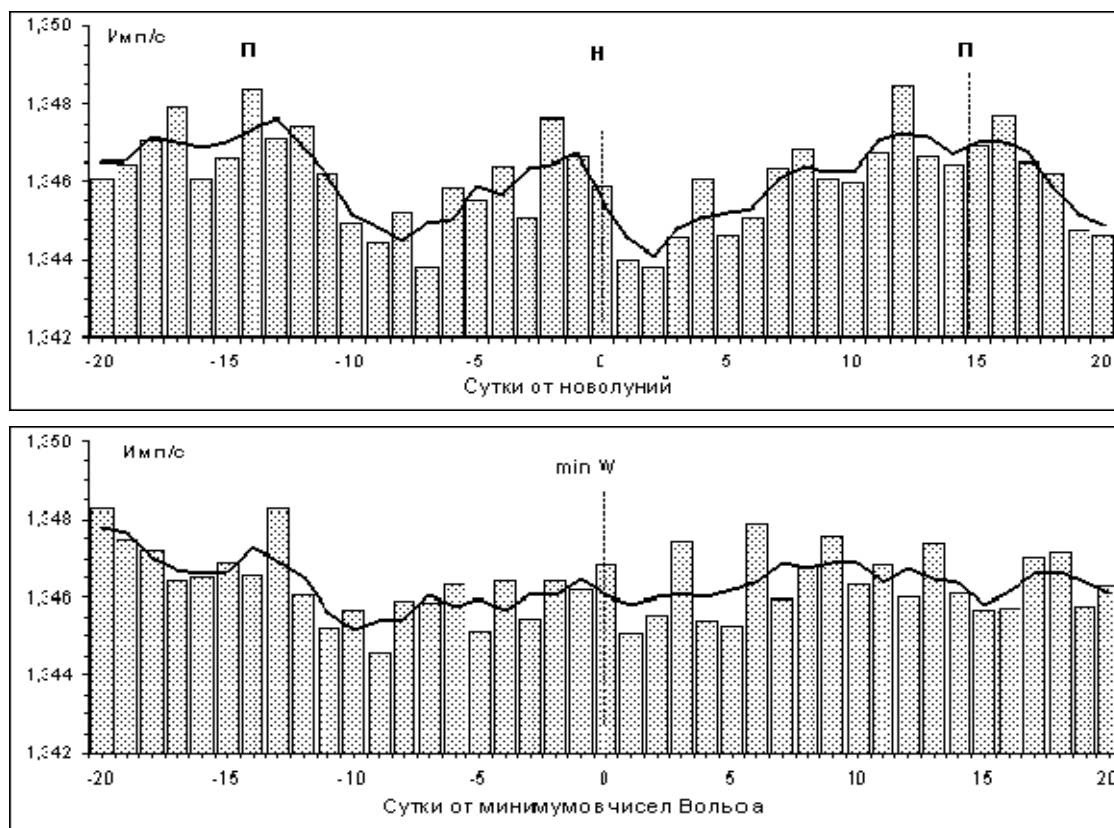 1,350
Имп/с
П Н П
1,348
1,346
1,344
1,342
-20 -15 -10 -5 0 5 10 15 20
Сутки от новолуний
1,350
Имп/с
min W
1,348
1,346
1,344
1,342
-20 -15 -10 -5 0 5 10 15 20
Сутки от минимумов чисел Вольфа